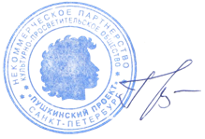 НЕКОММЕРЧЕСКОЕ ПАРТНЕРСТВО
КУЛЬТУРНО-ПРОСВЕТИТЕЛЬСКОЕ ОБЩЕСТВО
"ПУШКИНСКИЙ ПРОЕКТ"
САНКТ-ПЕТЕРБУРГ